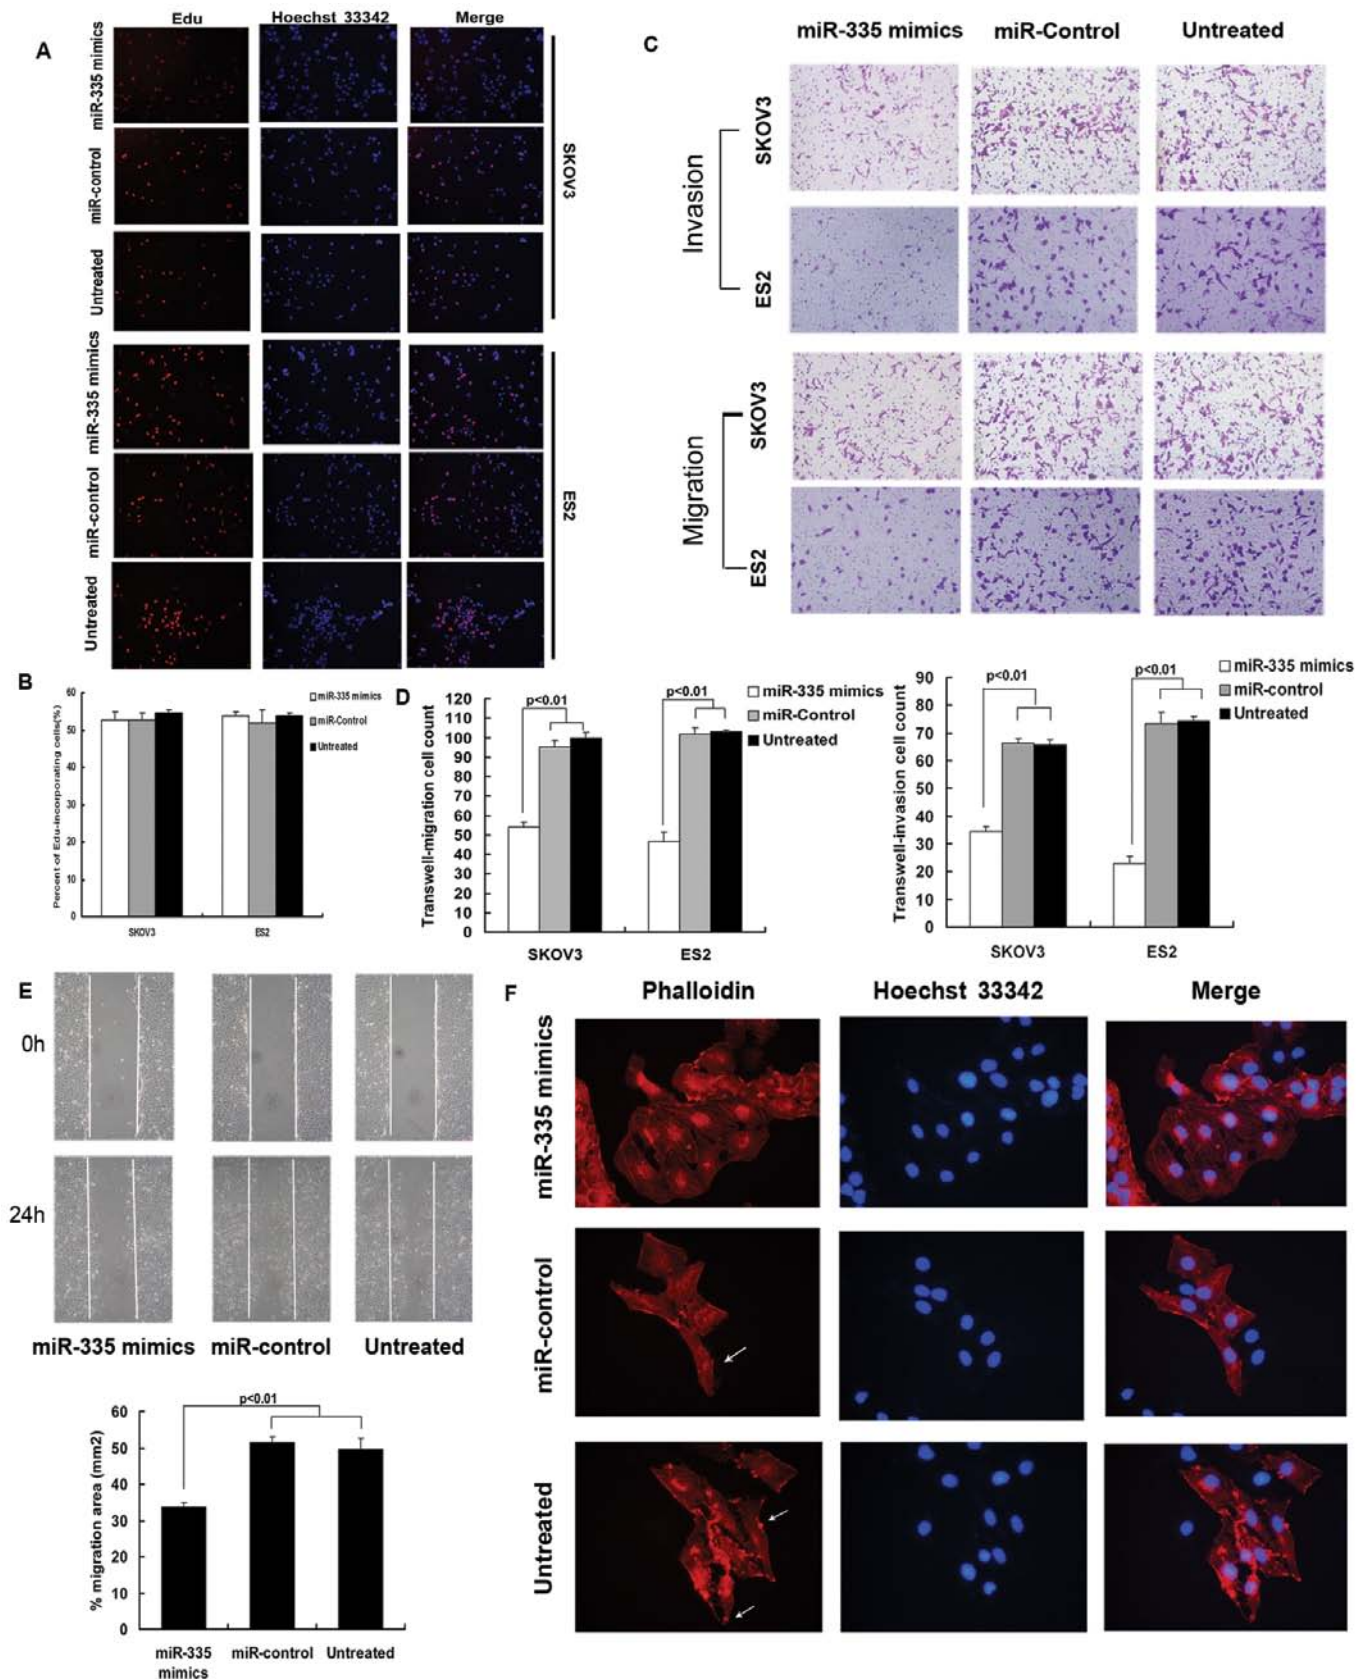 A
Edu Hoechst 33342 Merge
miR-335 mimics
miR-control
Untreated
SKOV3
miR-335 mimics
miR-control
Untreated
ES2
B
Percent of Edu-incorporating cells(%)
60
50
40
30
20
10
0
SKOV3 ES2
miR-335 mimics
miR-Control
Untreated
C
miR-335 mimics miR-Control Untreated
Invasion
SKOV3
ES2
Migration
SKOV3
ES2
D
Transwell-migration cell count
120
110
100
90
80
70
60
50
40
30
20
10
0
p<0.01 p<0.01
SKOV3 ES2
miR-335 mimics
miR-Control
Untreated
Transwell-invasion cell count
90
80
70
60
50
40
30
20
10
0
p<0.01 p<0.01
SKOV3 ES2
miR-335 mimics
miR-control
Untreated
E
0h
24h
miR-335 mimics miR-control Untreated
% migration area (mm2)
60
50
40
30
20
10
0
p<0.01
miR-335 miR-control Untreated
mimics
F
Phalloidin Hoechst 33342 Merge
miR-335 mimics
miR-control
Untreated